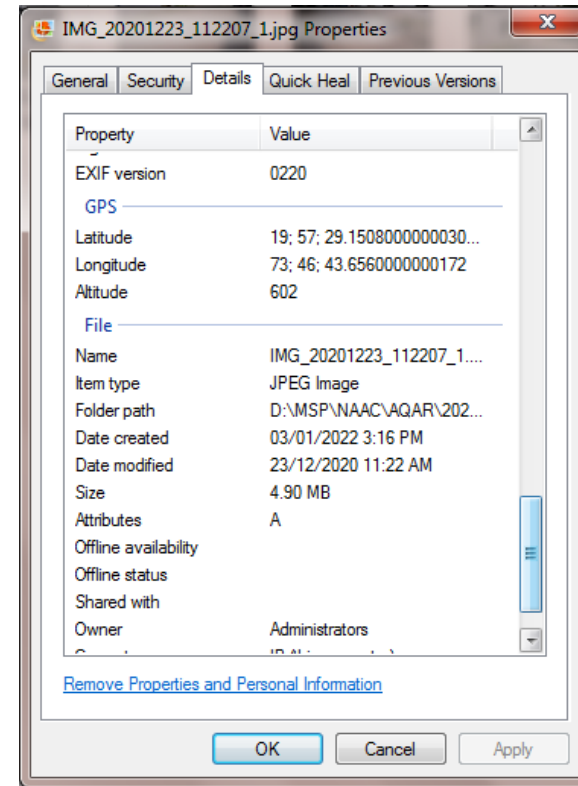 IMG_20201223_112207_1.jpg Properties
General Security Details Quick Heal Previous Versions
Property Value
EXIF version 0220
GPS
Latitude 19; 57; 29.1508000000030...
Longitude 73; 46; 43.6560000000172
Altitude 602
File
Name IMG_20201223_112207_1....
Item type JPEG Image
Folder path D:\MSP\NAAC\AQAR\202...
Date created 03/01/2022 3:16 PM
Date modified 23/12/2020 11:22 AM
Size 4.90 MB
Attributes A
Offline availability
Offline status
Shared with
Owner Administrators
Remove Properties and Personal Information
OK Cancel Apply